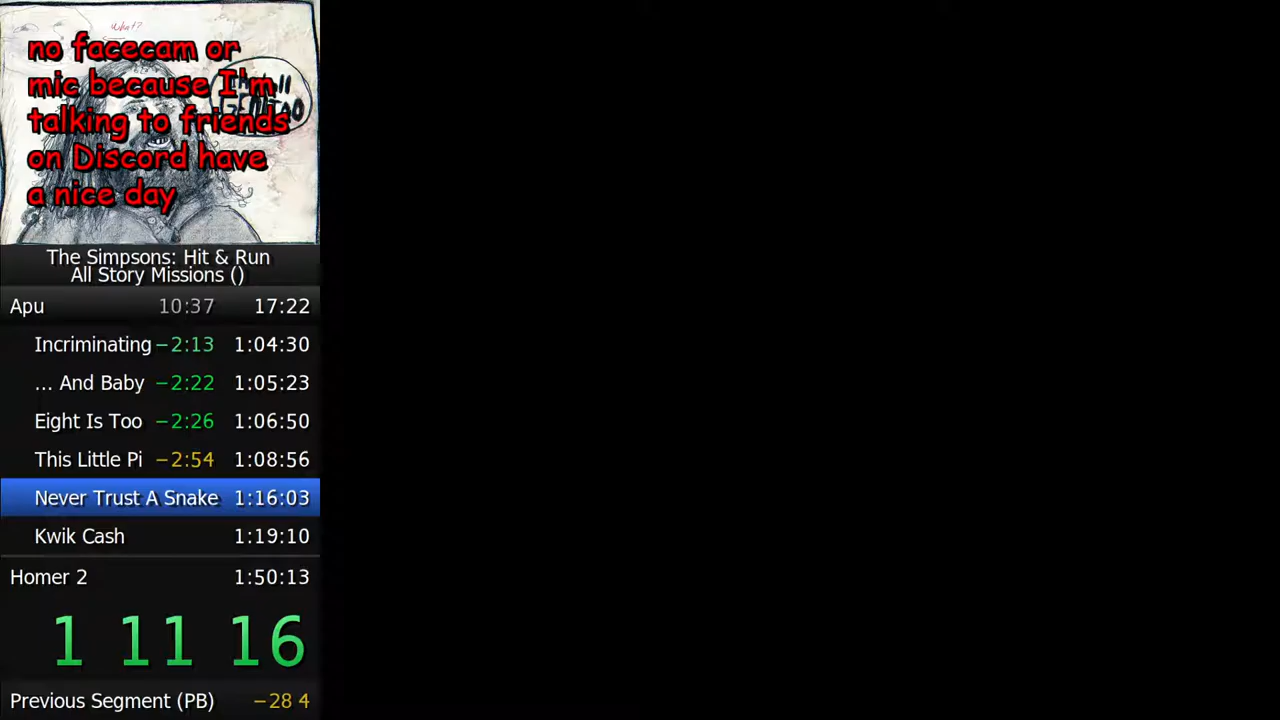 What?
no facecam or
mic because I'm
talking to friends
on Discord have
a nice day
The Simpsons: Hit & Run
All Story Missions ()
Apu 10:37 17:22
Incriminating −2:13 1:04:30
... And Baby −2:22 1:05:23
Eight Is Too −2:26 1:06:50
This Little Pi −2:54 1:08:56
Never Trust A Snake 1:16:03
Kwik Cash 1:19:10
Homer 2 1:50:13
1 11 16
Previous Segment (PB) −28 4